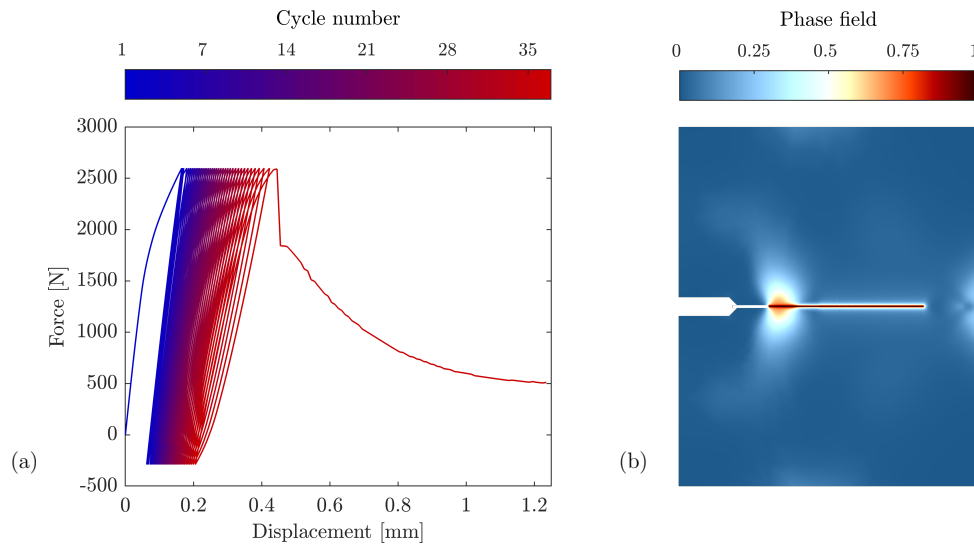 Cycle number
1 7 14 21 28 35
3000
2500
2000
1500
1000
500
0
-500
Force [N]
0 0.2 0.4 0.6 0.8 1 1.2
Displacement [mm]
(a)
Phase field
0 0.25 0.5 0.75 1
(b)